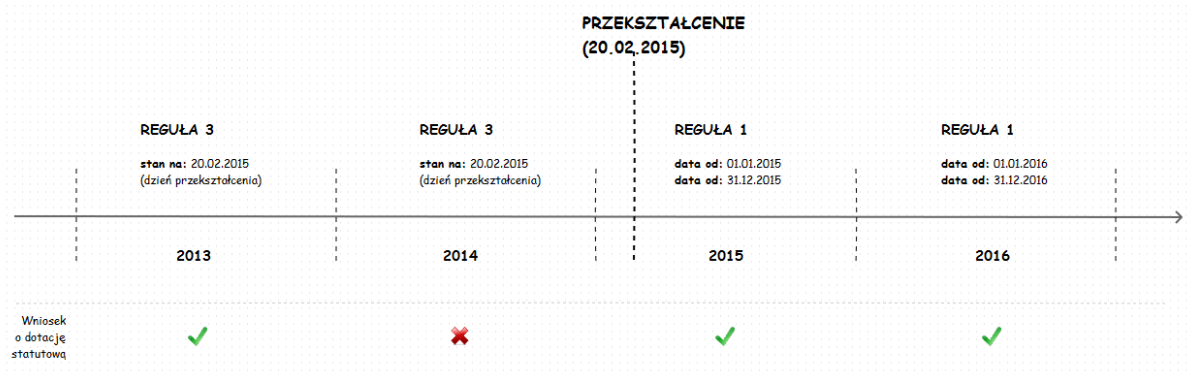 PRZEKSZTAŁCENIE
(20.02.2015)
REGUŁA 3
stan na: 20.02.2015
(dzień przekształcenia)
REGUŁA 3
stan na: 20.02.2015
(dzień przekształcenia)
REGUŁA 1
data od: 01.01.2015
data od: 31.12.2015
REGUŁA 1
data od: 01.01.2016
data od: 31.12.2016
2013
2014
2015
2016
Wniosek
o dotację
statutową